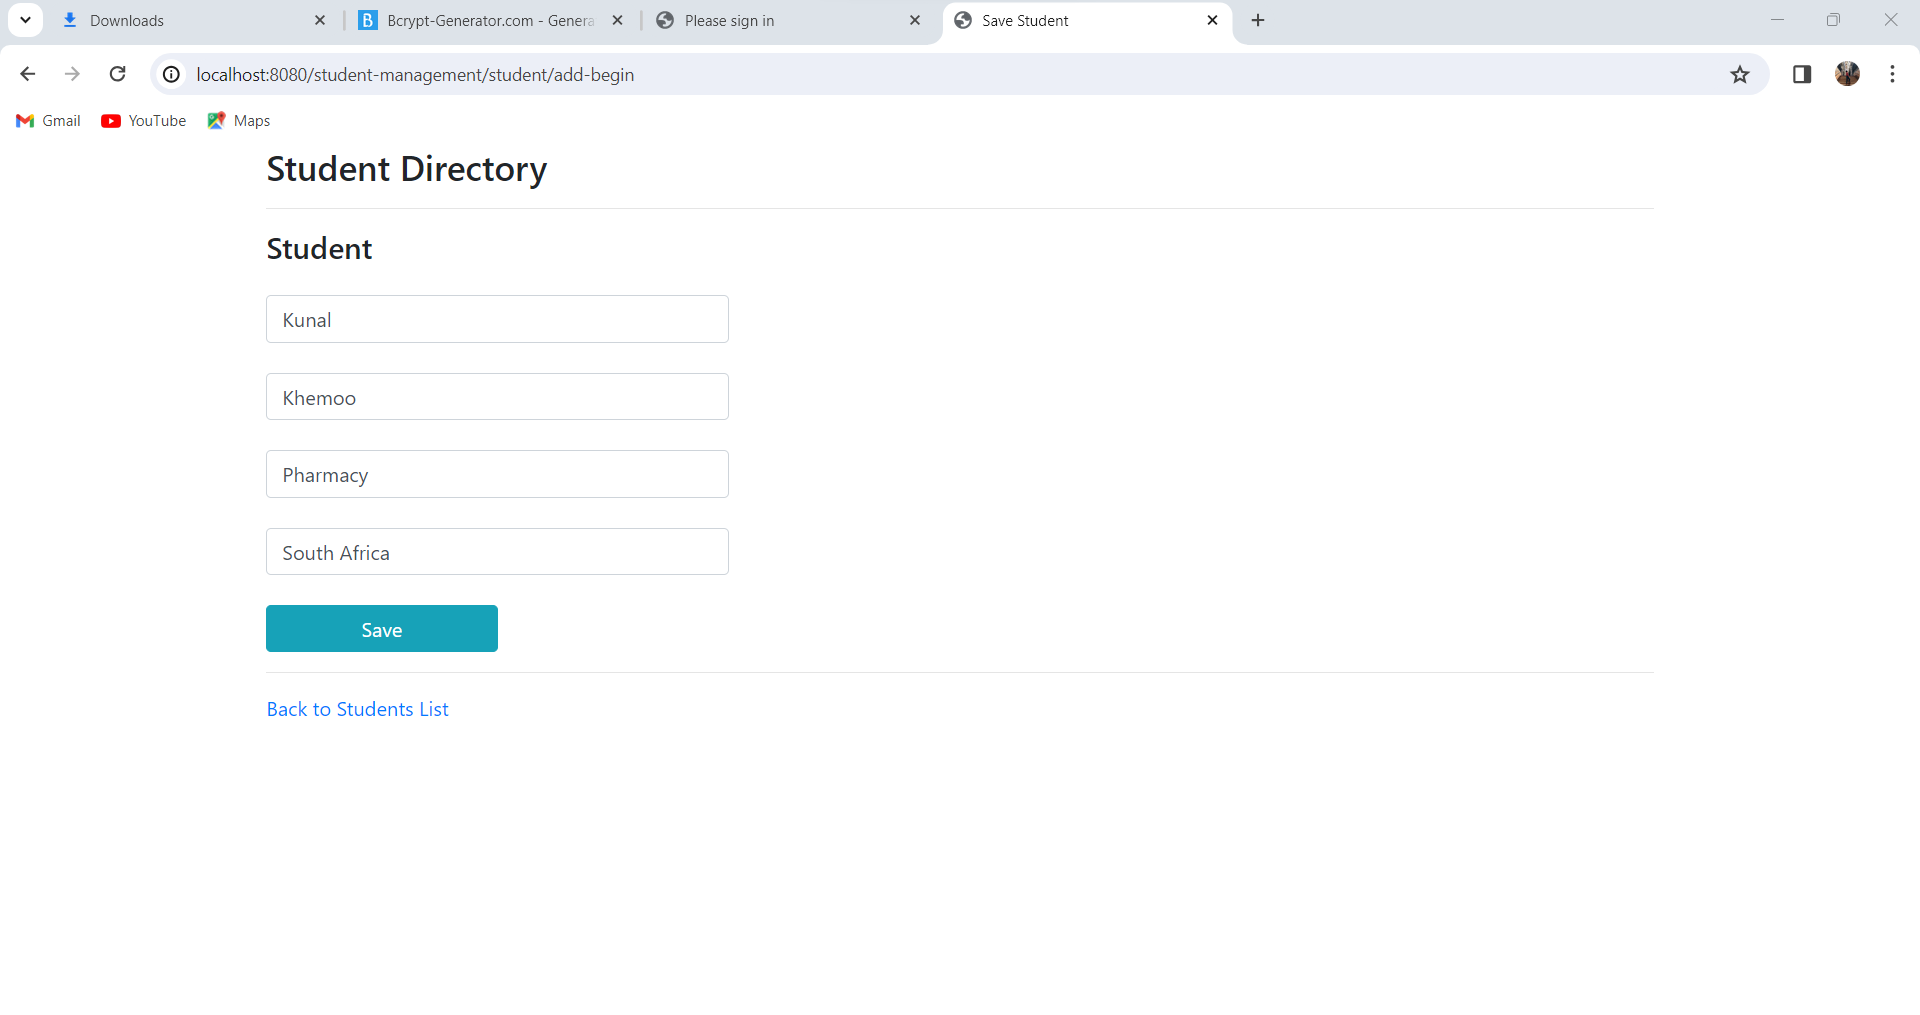 Downloads
Bcrypt-Generator.com - Genera
Please sign in
Save Student
localhost:8080/student-management/student/add-begin
Gmail
YouTube
Maps
Student Directory
Student
Kunal
Khemoo
Pharmacy
South Africa
Save
Back to Students List